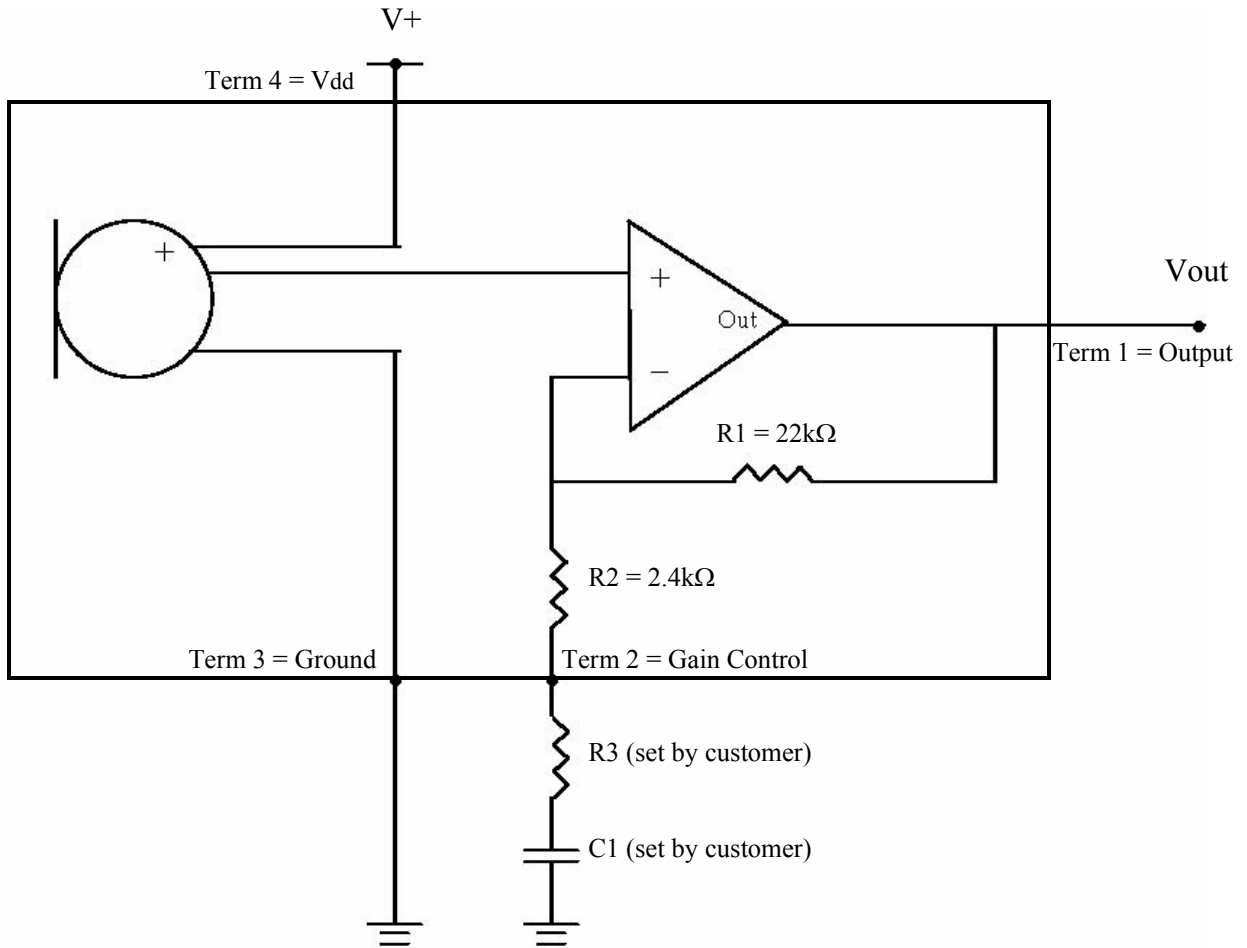 V+
Term 4 = Vdd
+
+
Out
−
Vout
Term 1 = Output
R1 = 22kΩ
R2 = 2.4kΩ
Term 3 = Ground
Term 2 = Gain Control
R3 (set by customer)
C1 (set by customer)